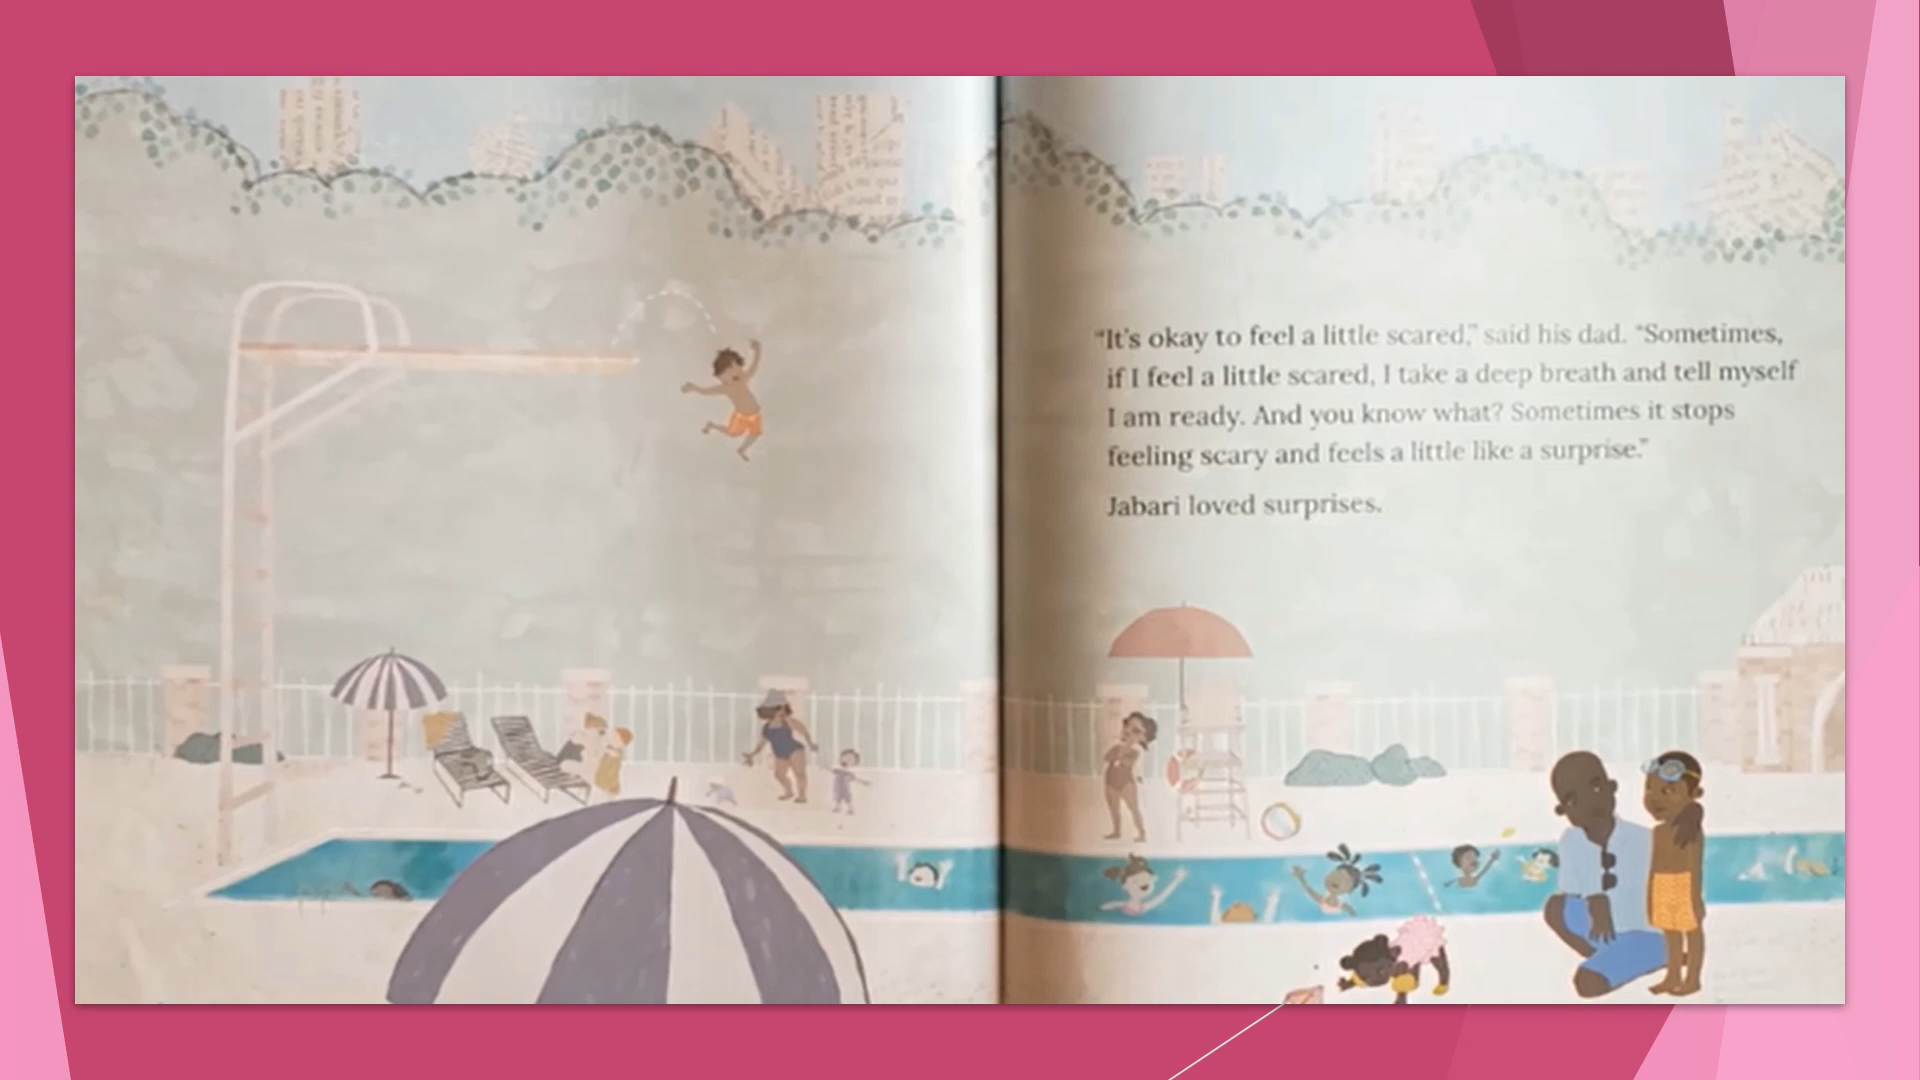 “It’s okay to feel a little scared,” said his dad. “Sometimes,
if I feel a little scared, I take a deep breath and tell myself
I am ready. And you know what? Sometimes it stops
feeling scary and feels a little like a surprise.”
Jabari loved surprises.